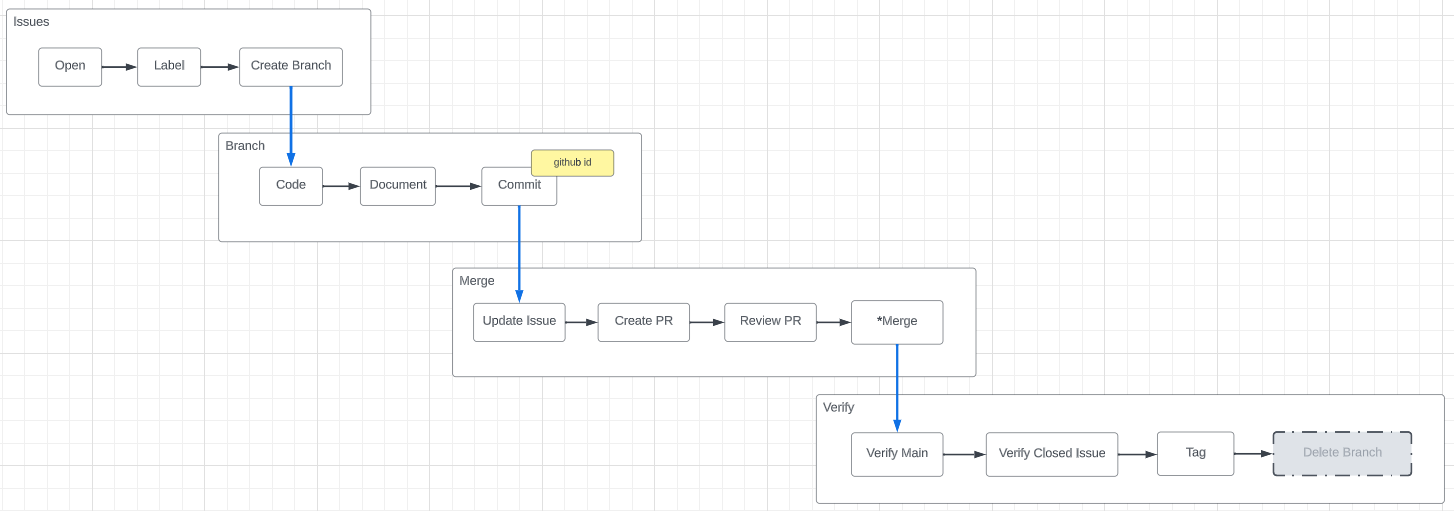 Issues
Open
Label
Create Branch
Branch
github id
Code
Document
Commit
Merge
Update Issue
Create PR
Review PR
*Merge
Verify
Verify Main
Verify Closed Issue
Tag
Delete Branch